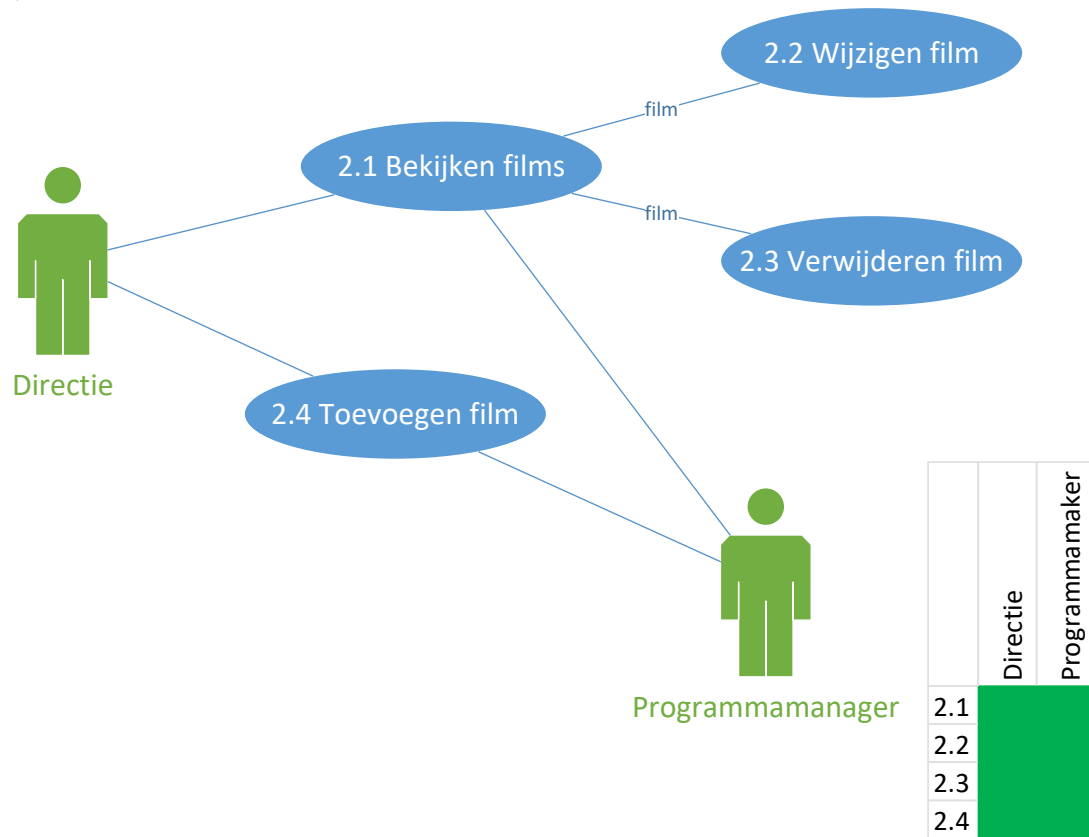 2.2 Wijzigen film
film
2.1 Bekijken films
film
2.3 Verwijderen film
Directie
2.4 Toevoegen film
Programmamanager
Directie
Programmamaker
2.1
2.2
2.3
2.4